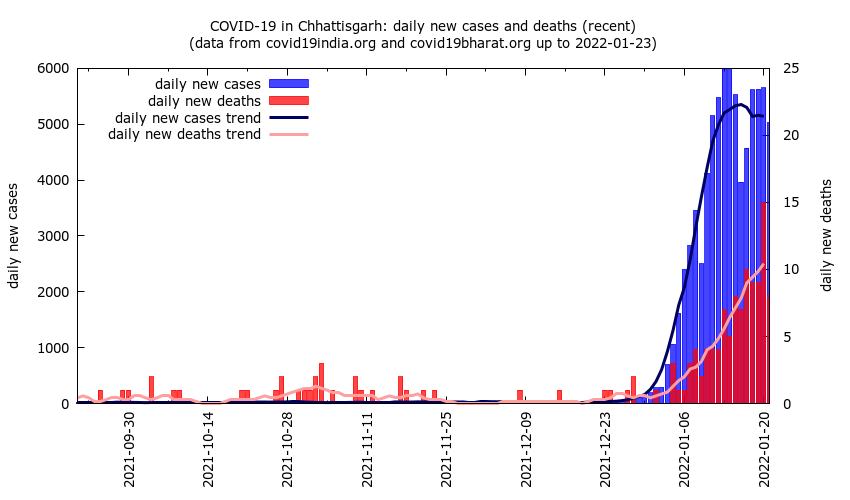 COVID-19 in Chhattisgarh: daily new cases and deaths (recent)
(data from covid19india.org and covid19bharat.org up to 2022-01-23)
daily new cases
daily new deaths
daily new cases trend
daily new deaths trend
6000
5000
4000
3000
2000
1000
0
daily new cases
25
20
15
10
5
0
daily new deaths
2021-09-30
2021-10-14
2021-10-28
2021-11-11
2021-11-25
2021-12-09
2021-12-23
2022-01-06
2022-01-20